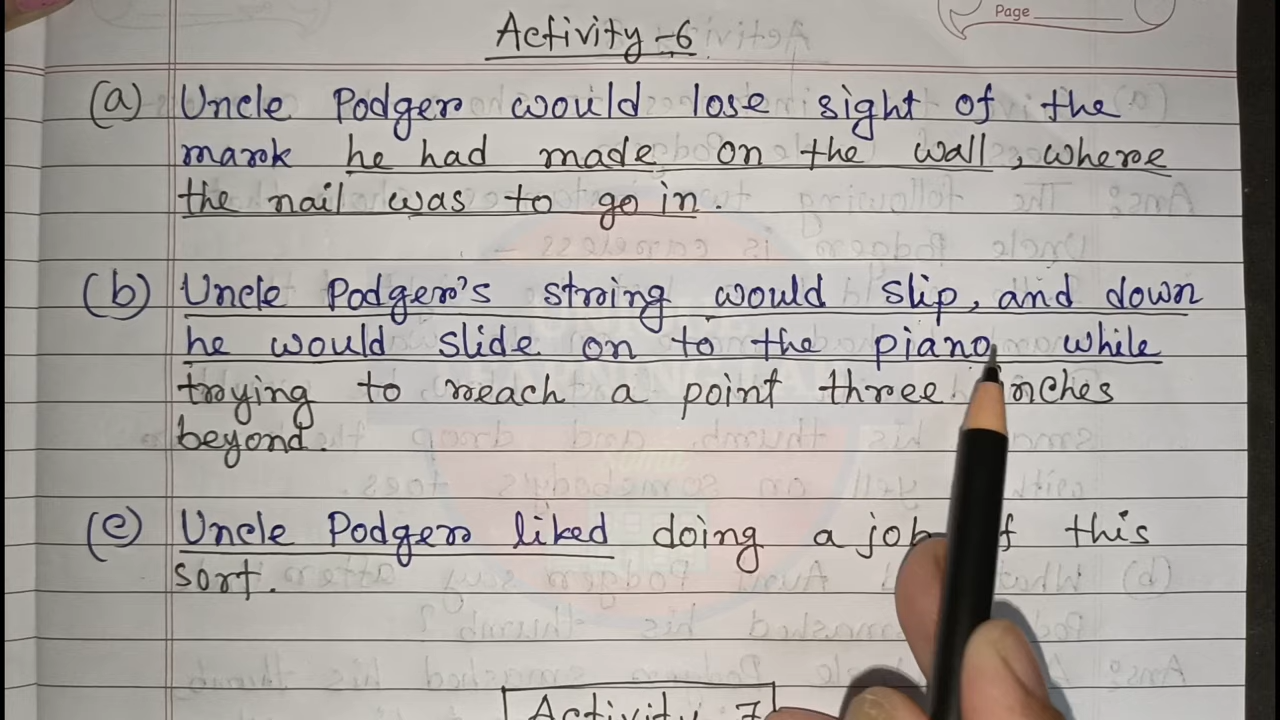 Page
Activity -6
(a) Uncle Podger would lose sight of the
mark he had made on the wall, where
the nail was to go in.
(b) Uncle Podger's string would slip, and down
he would slide on to the piano while
trying to reach a point three inches
beyond.
(c) Uncle Podger liked doing a job of this
sort.
Activity 7